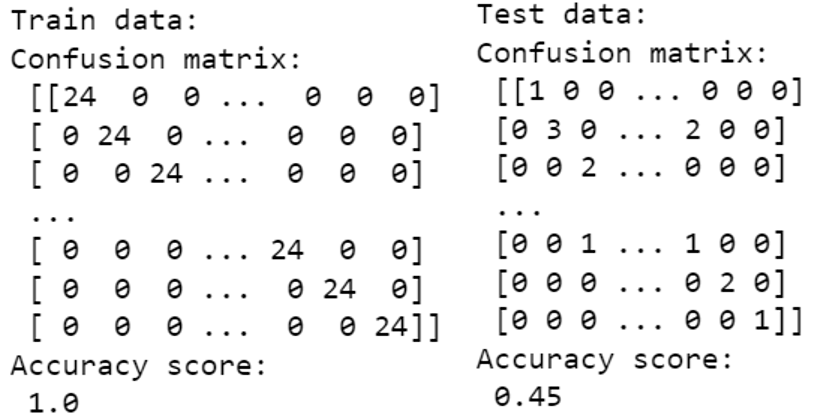 Train data:
Confusion matrix:
[[24 0 0 ... 0 0 0]
[ 0 24 0 ... 0 0 0]
[ 0 0 24 ... 0 0 0]
...
[ 0 0 0 ... 24 0 0]
[ 0 0 0 ... 0 24 0]
[ 0 0 0 ... 0 0 24]]
Accuracy score:
1.0
Test data:
Confusion matrix:
[[1 0 0 ... 0 0 0]
[0 3 0 ... 2 0 0]
[0 0 2 ... 0 0 0]
...
[0 0 1 ... 1 0 0]
[0 0 0 ... 0 2 0]
[0 0 0 ... 0 0 1]]
Accuracy score:
0.45